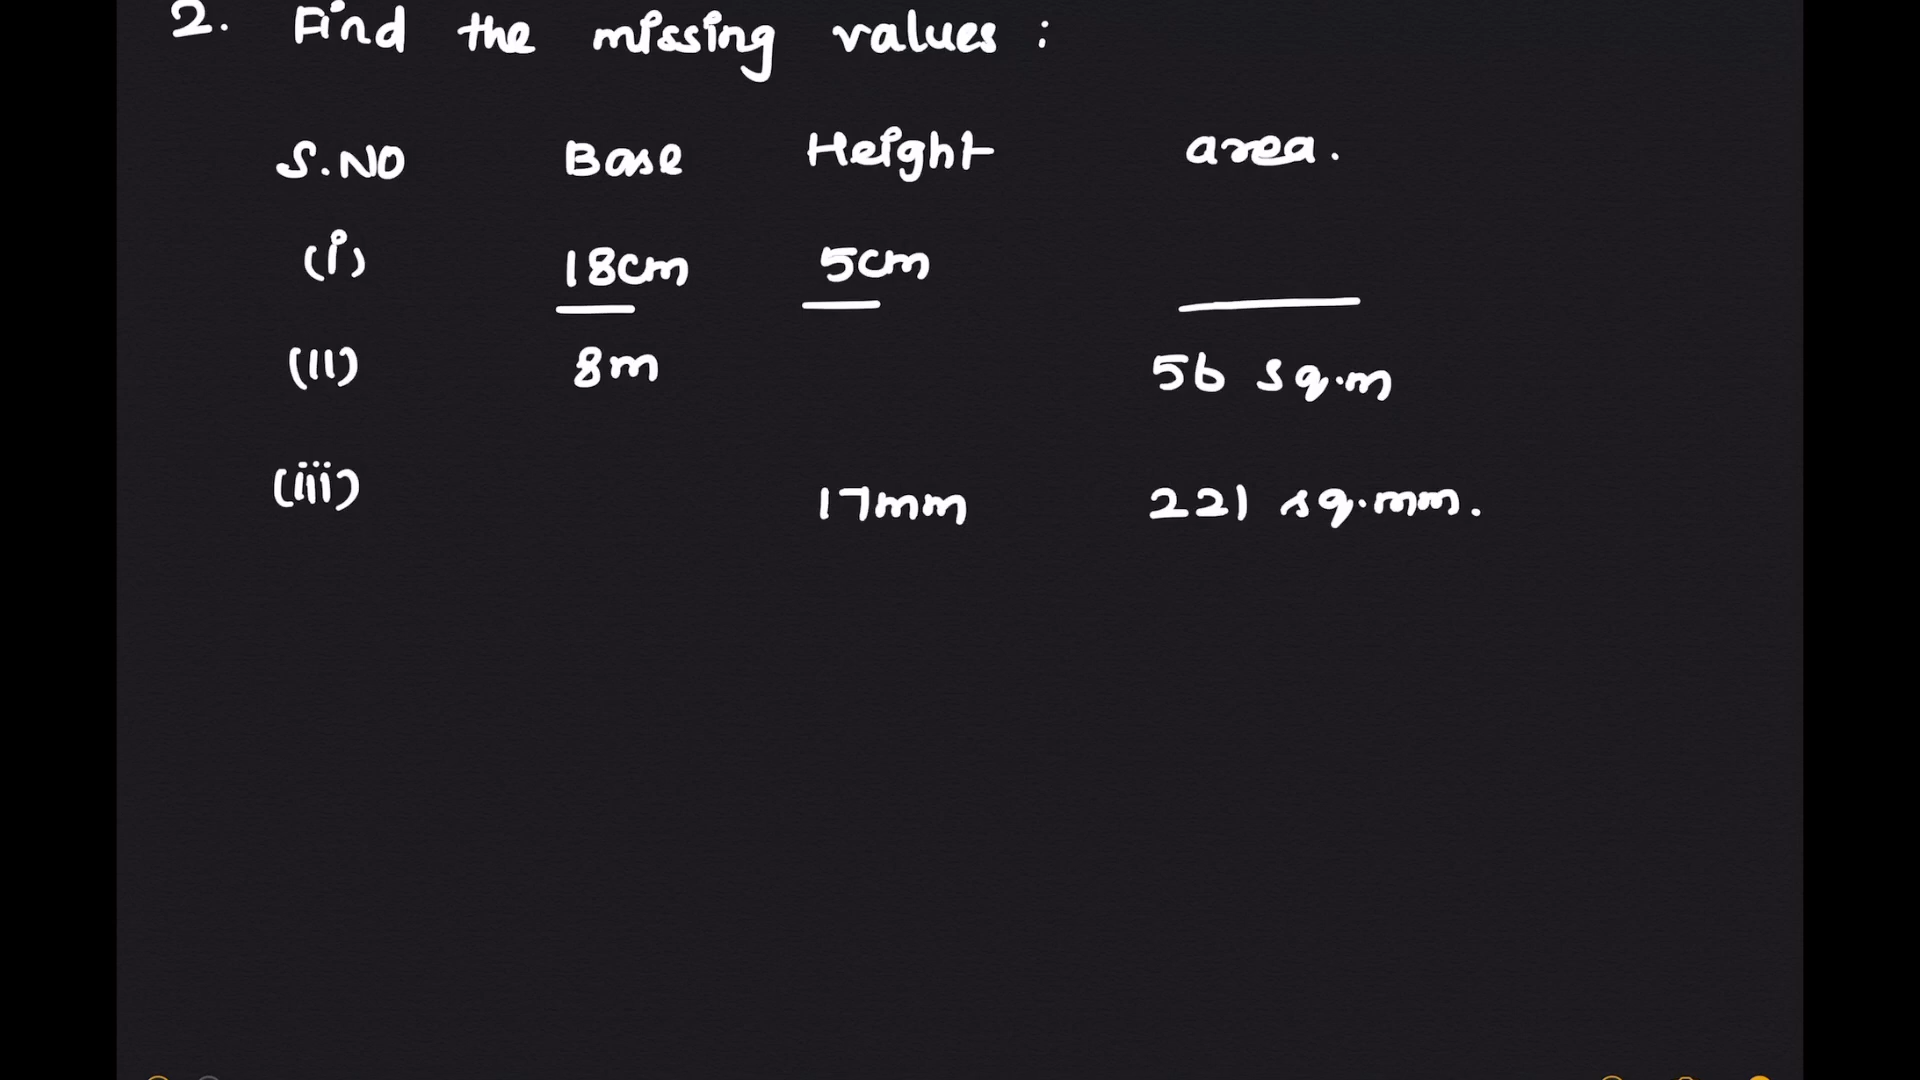 2. Find the missing values :
S.NO Base Height area.
(i) 18cm 5cm
(ii) 8m 56 sq.m
(iii) 17mm 221 sq.mm.